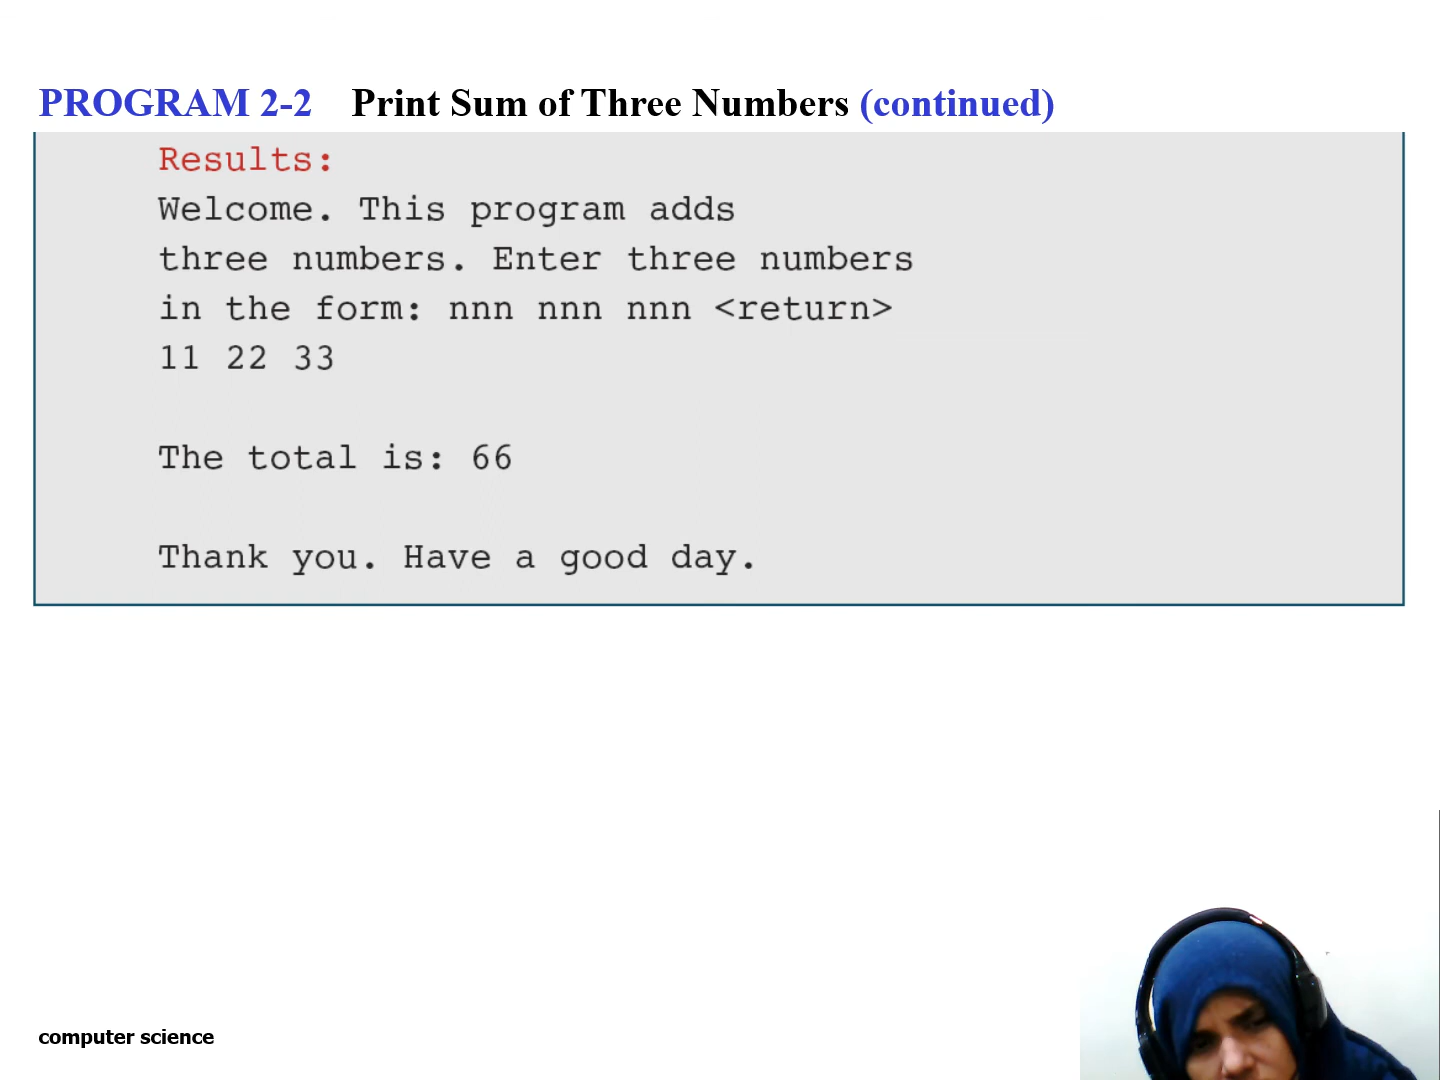 PROGRAM 2-2 Print Sum of Three Numbers (continued)
Results:
Welcome. This program adds
three numbers. Enter three numbers
in the form: nnn nnn nnn <return>
11 22 33
The total is: 66
Thank you. Have a good day.
computer science